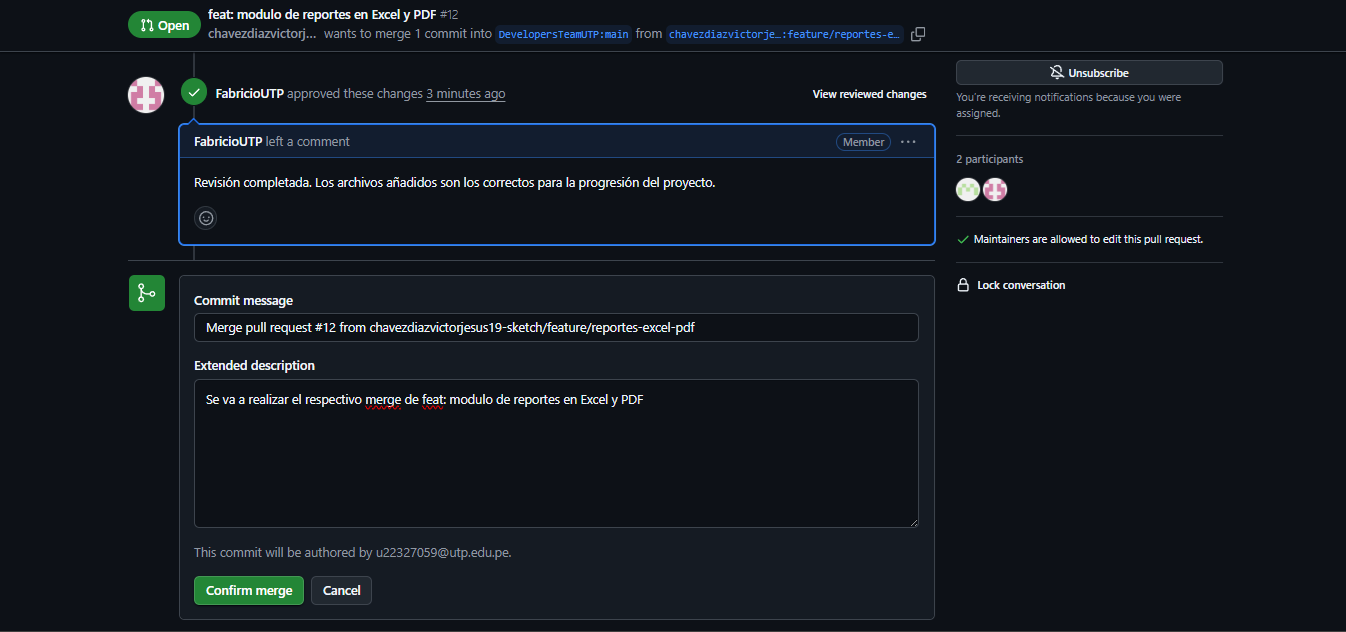 Open
feat: modulo de reportes en Excel y PDF #12
chavezdiazvictorj... wants to merge 1 commit into DevelopersTeamUTP:main from chavezdiazvictorje…:feature/reportes-e…
FabricioUTP approved these changes 3 minutes ago
View reviewed changes
FabricioUTP left a comment
Member
Revisión completada. Los archivos añadidos son los correctos para la progresión del proyecto.
Commit message
Merge pull request #12 from chavezdiazvictorjesus19-sketch/feature/reportes-excel-pdf
Extended description
Se va a realizar el respectivo merge de feat: modulo de reportes en Excel y PDF
This commit will be authored by u22327059@utp.edu.pe.
Confirm merge
Cancel
Unsubscribe
You're receiving notifications because you were
assigned.
2 participants
Maintainers are allowed to edit this pull request.
Lock conversation